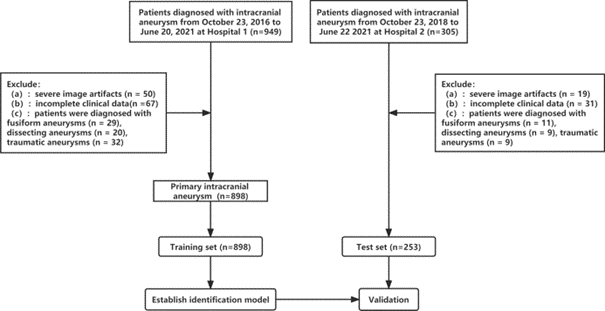 Patients diagnosed with intracranial
aneurysm from October 23, 2016 to
June 20, 2021 at Hospital 1 (n=949)
Patients diagnosed with intracranial
aneurysm from October 23, 2018 to
June 22 2021 at Hospital 2 (n=305)
Exclude:
(a) : severe image artifacts (n = 50)
(b) : incomplete clinical data(n =67)
(c) : patients were diagnosed with
fusiform aneurysms (n = 29),
dissecting aneurysms (n = 20),
traumatic aneurysms (n = 32)
Exclude:
(a) : severe image artifacts (n = 19)
(b) : incomplete clinical data (n = 31)
(c) : patients were diagnosed with
fusiform aneurysms (n = 11),
dissecting aneurysms (n = 9), traumatic
aneurysms (n = 9)
Primary intracranial
aneurysm (n=898)
Training set (n=898)
Test set (n=253)
Establish identification model
Validation